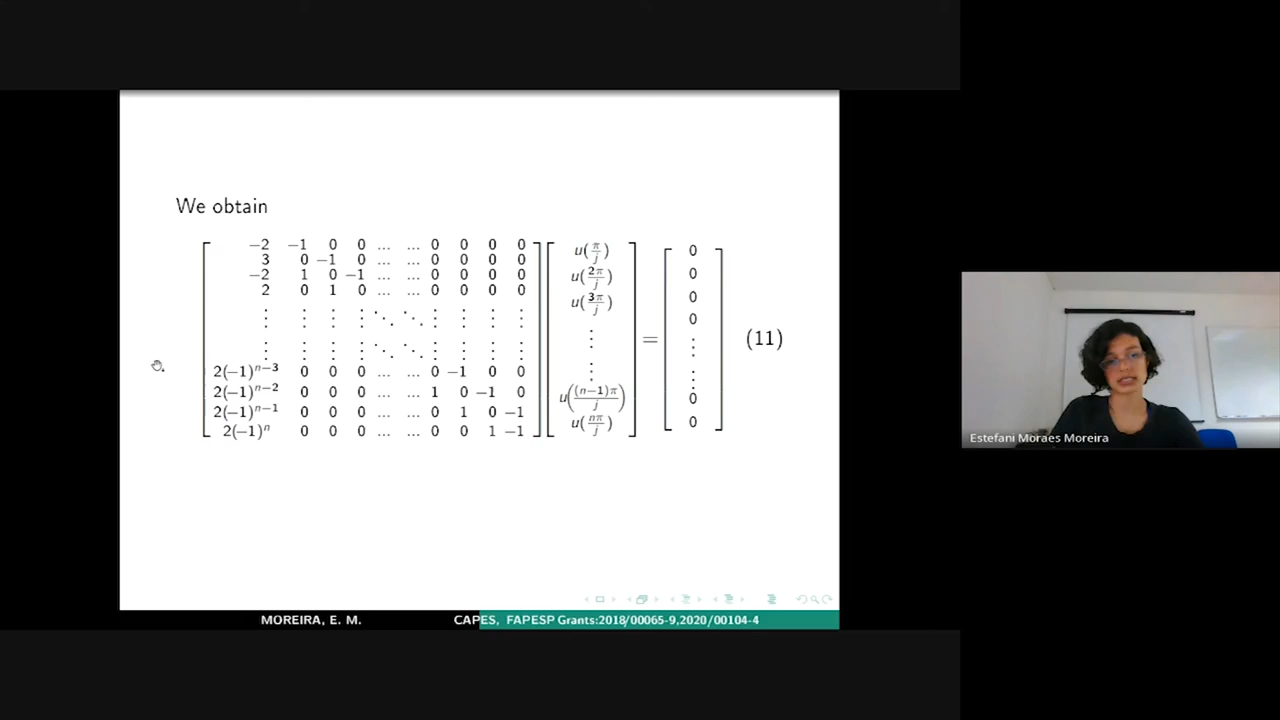 We obtain
−2 −1 0 0 ... ... 0 0 0 0
3 0 −1 0 ... ... 0 0 0 0
−2 1 0 −1 ... ... 0 0 0 0
2 0 1 0 ... ... 0 0 0 0
⋮ ⋮ ⋮ ⋮ ⋱ ⋱ ⋮ ⋮ ⋮ ⋮
⋮ ⋮ ⋮ ⋮ ⋱ ⋱ ⋮ ⋮ ⋮ ⋮
2(−1)^{n−3} 0 0 0 ... ... 0 −1 0 0
2(−1)^{n−2} 0 0 0 ... ... 1 0 −1 0
2(−1)^{n−1} 0 0 0 ... ... 0 1 0 −1
2(−1)^{n} 0 0 0 ... ... 0 0 1 −1
u(π/j)
u(2π/j)
u(3π/j)
⋮
⋮
u((n−1)π/j)
u(nπ/j)
=
0
0
0
0
⋮
⋮
0
0
(11)
Estefani Moraes Moreira
MOREIRA, E. M. CAPES, FAPESP Grants:2018/00065-9,2020/00104-4